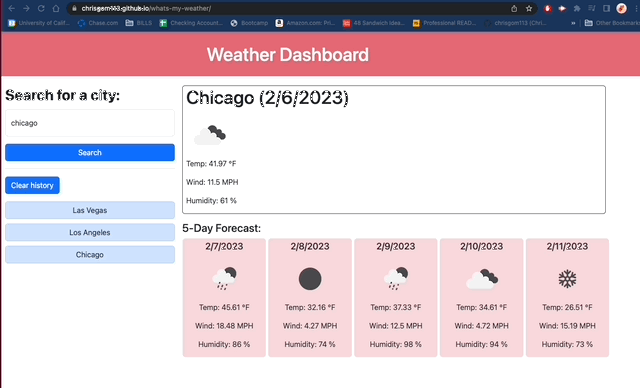 chrisgom113.github.io/whats-my-weather/
University of Calif...
Chase.com
BILLS
Checking Account...
Bootcamp
Amazon.com: Pri...
46 Sandwich Idea...
Professional READ...
chrisgom113 (Chri...
»
Other Bookmarks
Weather Dashboard
Search for a city:
chicago
Search
Clear history
Las Vegas
Los Angeles
Chicago
Chicago (2/6/2023)
Temp: 41.97 °F
Wind: 11.5 MPH
Humidity: 61 %
5-Day Forecast:
2/7/2023
Temp: 45.61 °F
Wind: 18.48 MPH
Humidity: 86 %
2/8/2023
Temp: 32.16 °F
Wind: 4.27 MPH
Humidity: 74 %
2/9/2023
Temp: 37.33 °F
Wind: 12.5 MPH
Humidity: 98 %
2/10/2023
Temp: 34.61 °F
Wind: 4.72 MPH
Humidity: 94 %
2/11/2023
Temp: 26.51 °F
Wind: 15.19 MPH
Humidity: 73 %